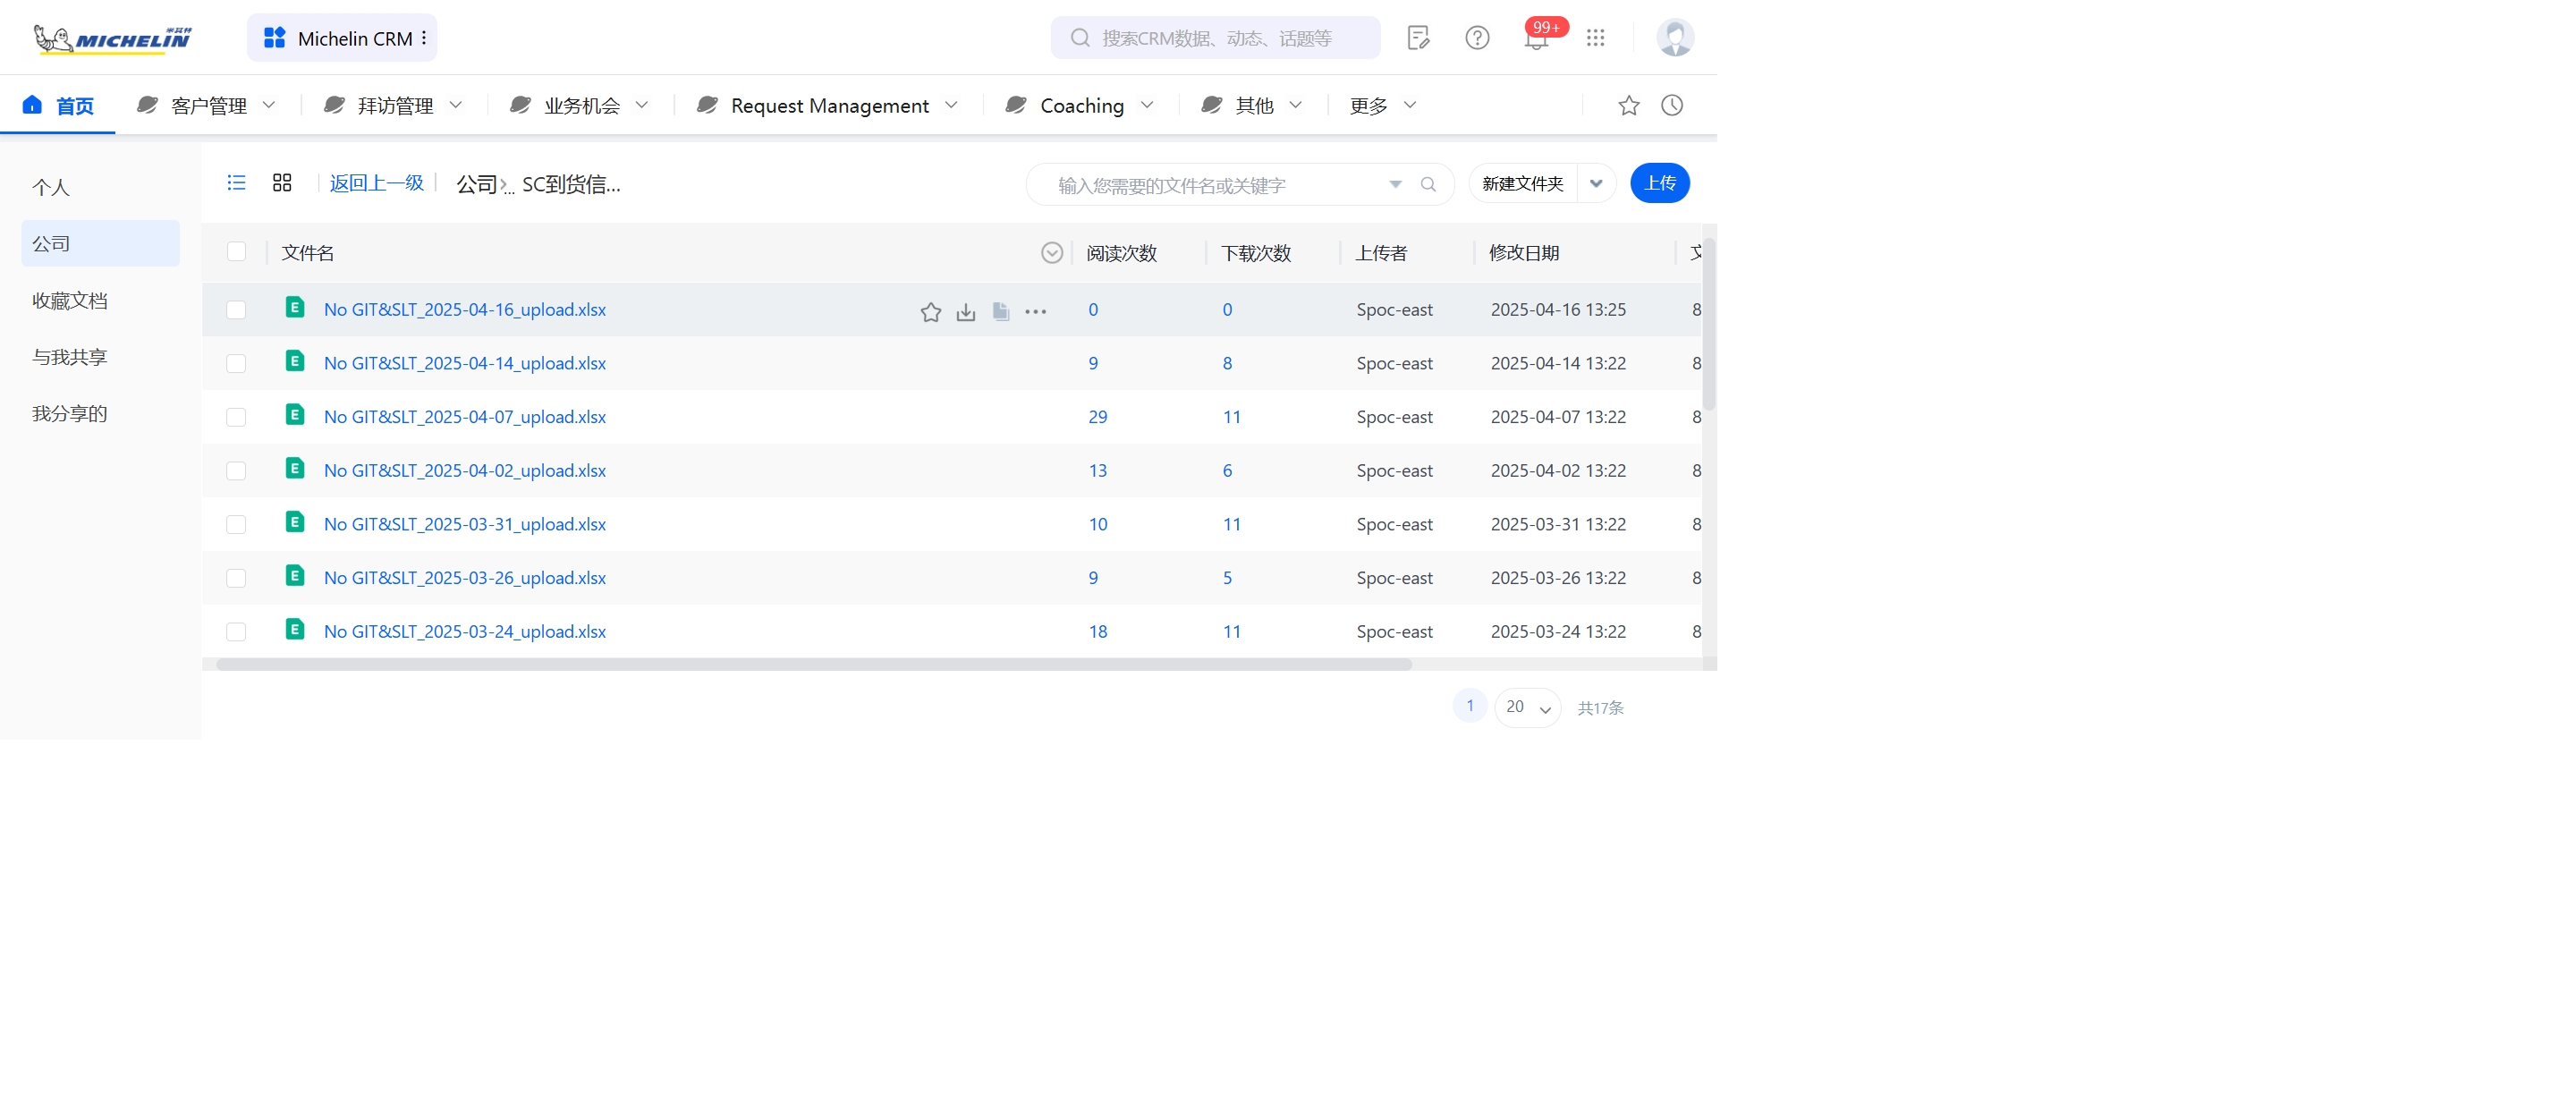 米其林
MICHELIN
Michelin CRM
搜索CRM数据、动态、话题等
99+
首页
客户管理
拜访管理
业务机会
Request Management
Coaching
其他
更多
个人
公司
收藏文档
与我共享
我分享的
返回上一级
公司
...
SC到货信...
输入您需要的文件名或关键字
新建文件夹
上传
文件名 阅读次数 下载次数 上传者 修改日期
No GIT&SLT_2025-04-16_upload.xlsx 0 0 Spoc-east 2025-04-16 13:25 8
No GIT&SLT_2025-04-14_upload.xlsx 9 8 Spoc-east 2025-04-14 13:22 8
No GIT&SLT_2025-04-07_upload.xlsx 29 11 Spoc-east 2025-04-07 13:22 8
No GIT&SLT_2025-04-02_upload.xlsx 13 6 Spoc-east 2025-04-02 13:22 8
No GIT&SLT_2025-03-31_upload.xlsx 10 11 Spoc-east 2025-03-31 13:22 8
No GIT&SLT_2025-03-26_upload.xlsx 9 5 Spoc-east 2025-03-26 13:22 8
No GIT&SLT_2025-03-24_upload.xlsx 18 11 Spoc-east 2025-03-24 13:22 8
1
20
共17条